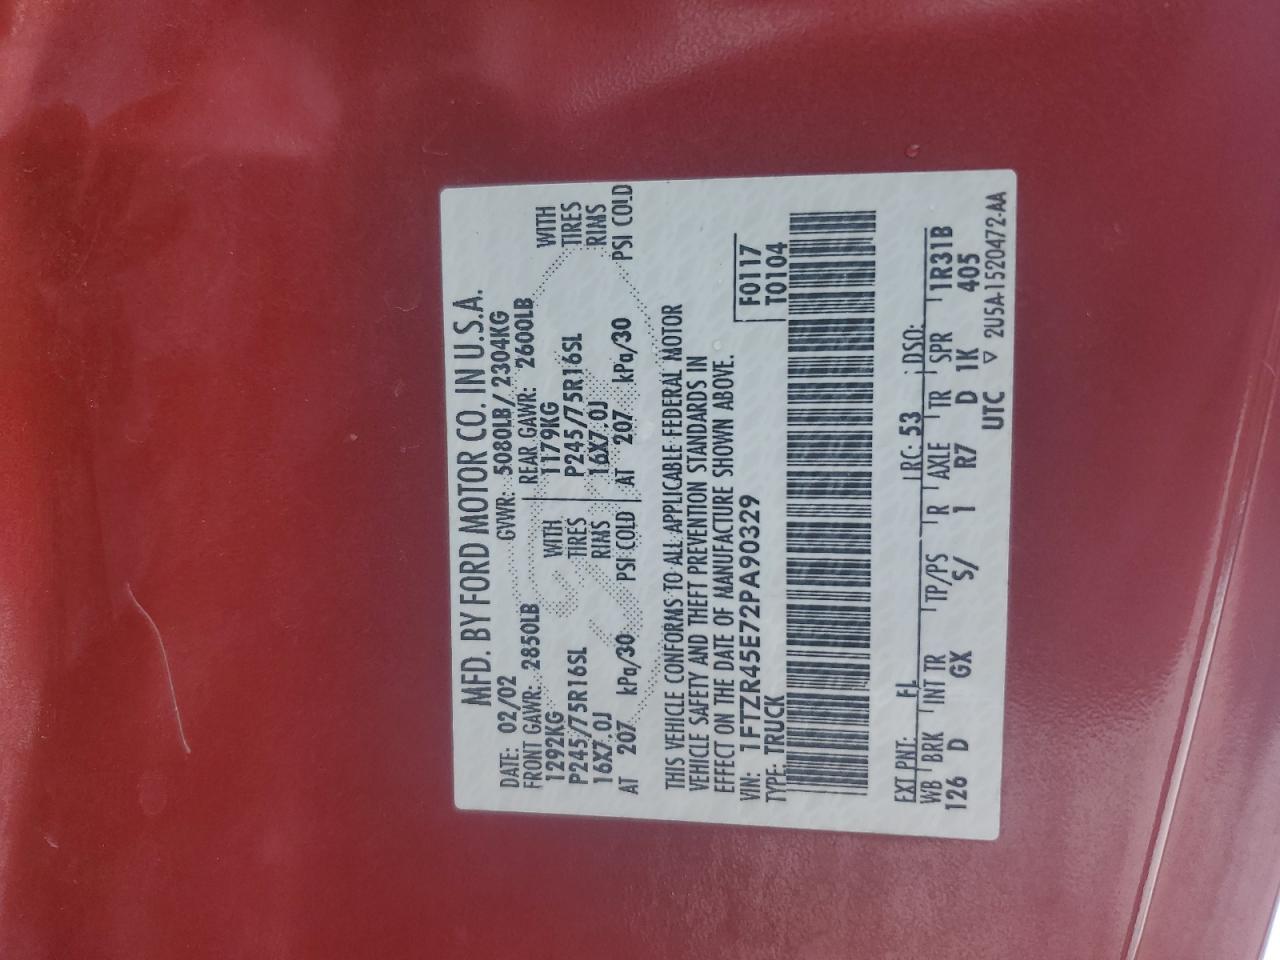 MFD. BY FORD MOTOR CO. IN U.S.A.
DATE: 02/02 GVWR: 5080LB/ 2304KG
FRONT GAWR: 2850LB REAR GAWR: 2600LB
1292KG WITH 1179KG WITH
P245/75R16SL TIRES P245/75R16SL TIRES
16X7.0J RIMS 16X7.0J RIMS
AT 207 kPa/30 PSI COLD AT 207 kPa/30 PSI COLD
THIS VEHICLE CONFORMS TO ALL APPLICABLE FEDERAL MOTOR
VEHICLE SAFETY AND THEFT PREVENTION STANDARDS IN
EFFECT ON THE DATE OF MANUFACTURE SHOWN ABOVE.
VIN: 1FTZR45E72PA90329 F0117
TYPE: TRUCK T0104
EXT PNT: FL RC: 53 DSO:
WB BRK INT TR TP/PS R AXLE TR SPR 1R31B
126 D GX S/ 1 R7 D 1K 405
UTC ▽ 2U5A-1520472-AA